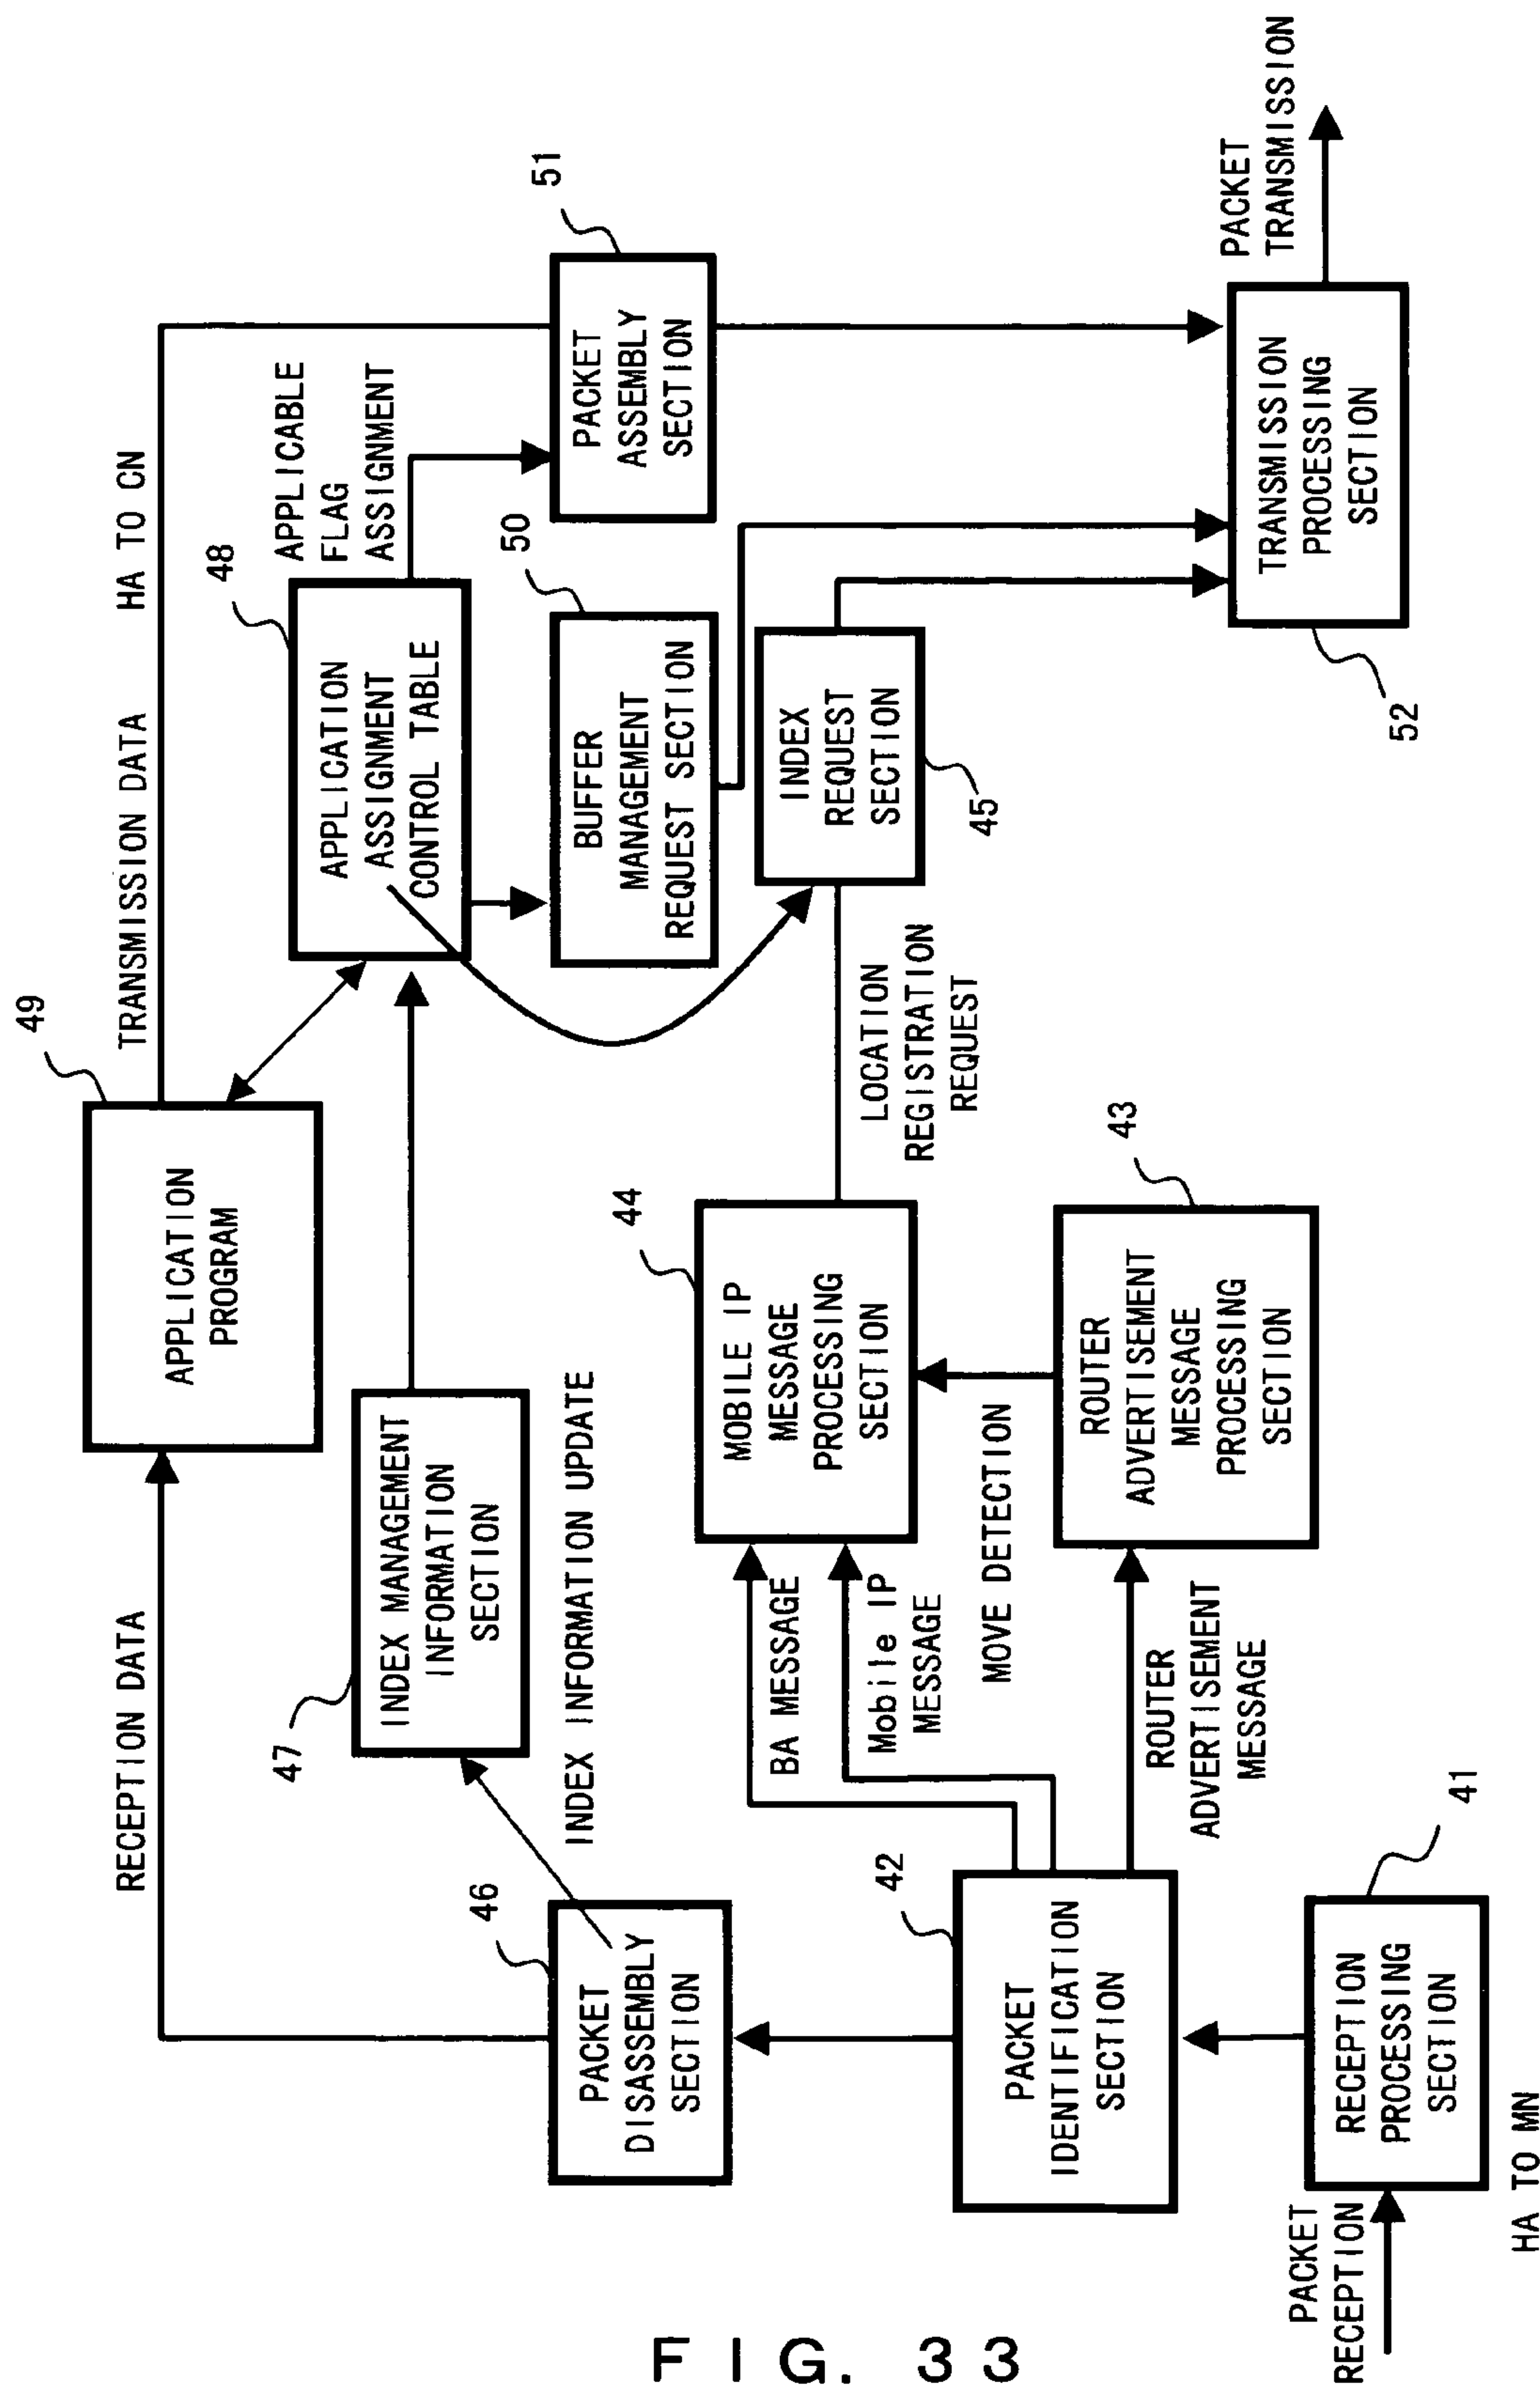 FIG. 33
RECEPTION DATA
TRANSMISSION DATA
HA TO CN
49
APPLICATION
PROGRAM
48
APPLICATION
ASSIGNMENT
CONTROL TABLE
APPLICABLE
FLAG
ASSIGNMENT
47
INDEX MANAGEMENT
INFORMATION
SECTION
INDEX INFORMATION UPDATE
46
PACKET
DISASSEMBLY
SECTION
50
BUFFER
MANAGEMENT
REQUEST SECTION
51
PACKET
ASSEMBLY
SECTION
44
MOBILE IP
MESSAGE
PROCESSING
SECTION
BA MESSAGE
Mobile IP
MESSAGE
MOVE DETECTION
INDEX
REQUEST
SECTION
45
LOCATION
REGISTRATION
REQUEST
42
PACKET
IDENTIFICATION
SECTION
43
ROUTER
ADVERTISEMENT
MESSAGE
PROCESSING
SECTION
ROUTER
ADVERTISEMENT
MESSAGE
PACKET
TRANSMISSION
TRANSMISSION
PROCESSING
SECTION
52
PACKET
RECEPTION
41
RECEPTION
PROCESSING
SECTION
HA TO MN